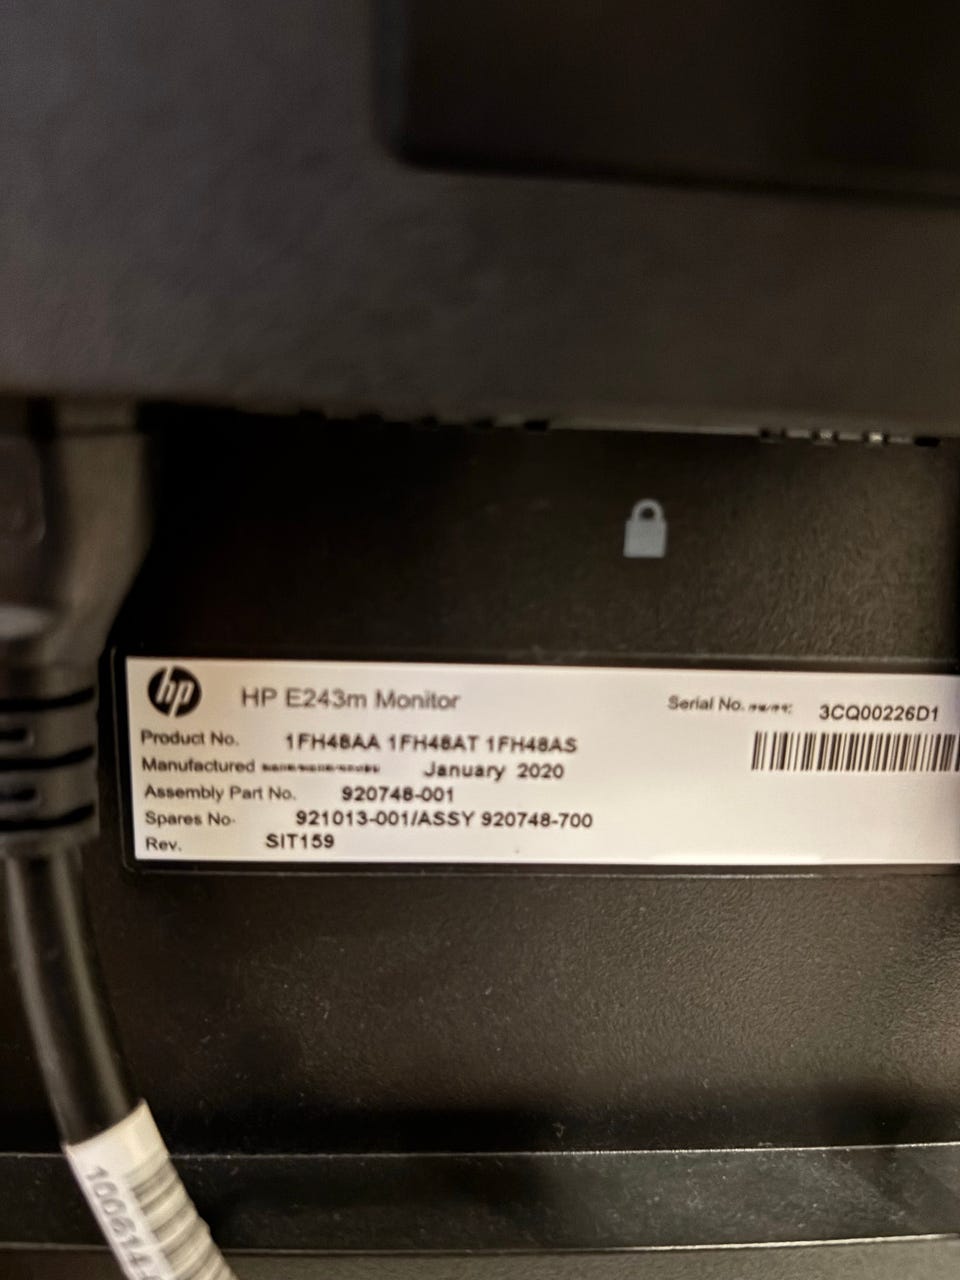 hp
HP E243m Monitor
Serial No. 3CQ00226D1
Product No. 1FH48AA 1FH48AT 1FH48AS
Manufactured January 2020
Assembly Part No. 920748-001
Spares No. 921013-001/ASSY 920748-700
Rev. SIT159